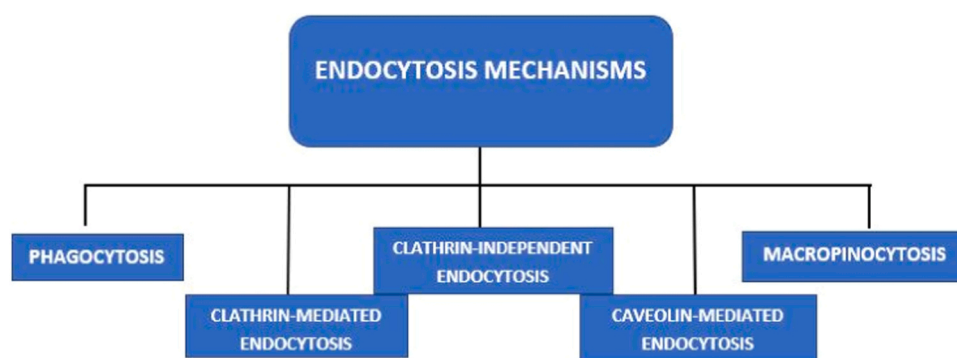 ENDOCYTOSIS MECHANISMS
PHAGOCYTOSIS
CLATHRIN-MEDIATED
ENDOCYTOSIS
CLATHRIN-INDEPENDENT
ENDOCYTOSIS
CAVEOLIN-MEDIATED
ENDOCYTOSIS
MACROPINOCYTOSIS